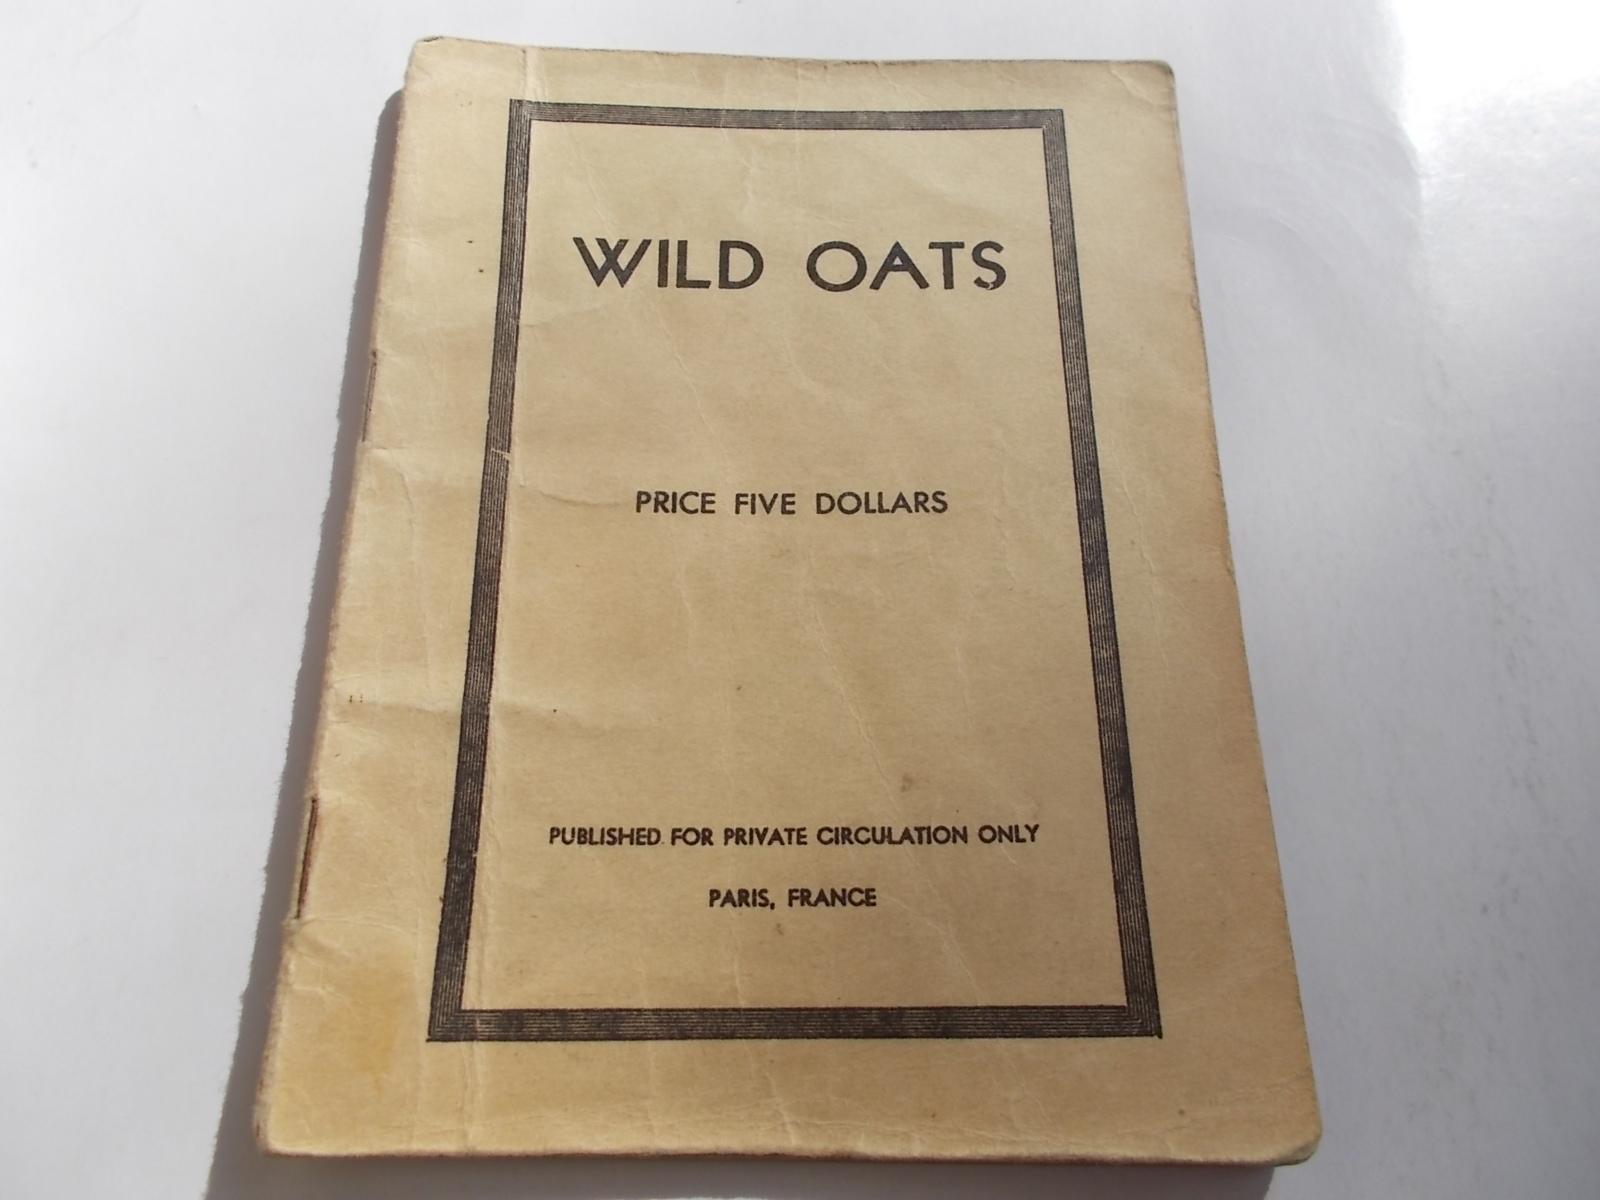 WILD OATS
PRICE FIVE DOLLARS
PUBLISHED FOR PRIVATE CIRCULATION ONLY
PARIS, FRANCE